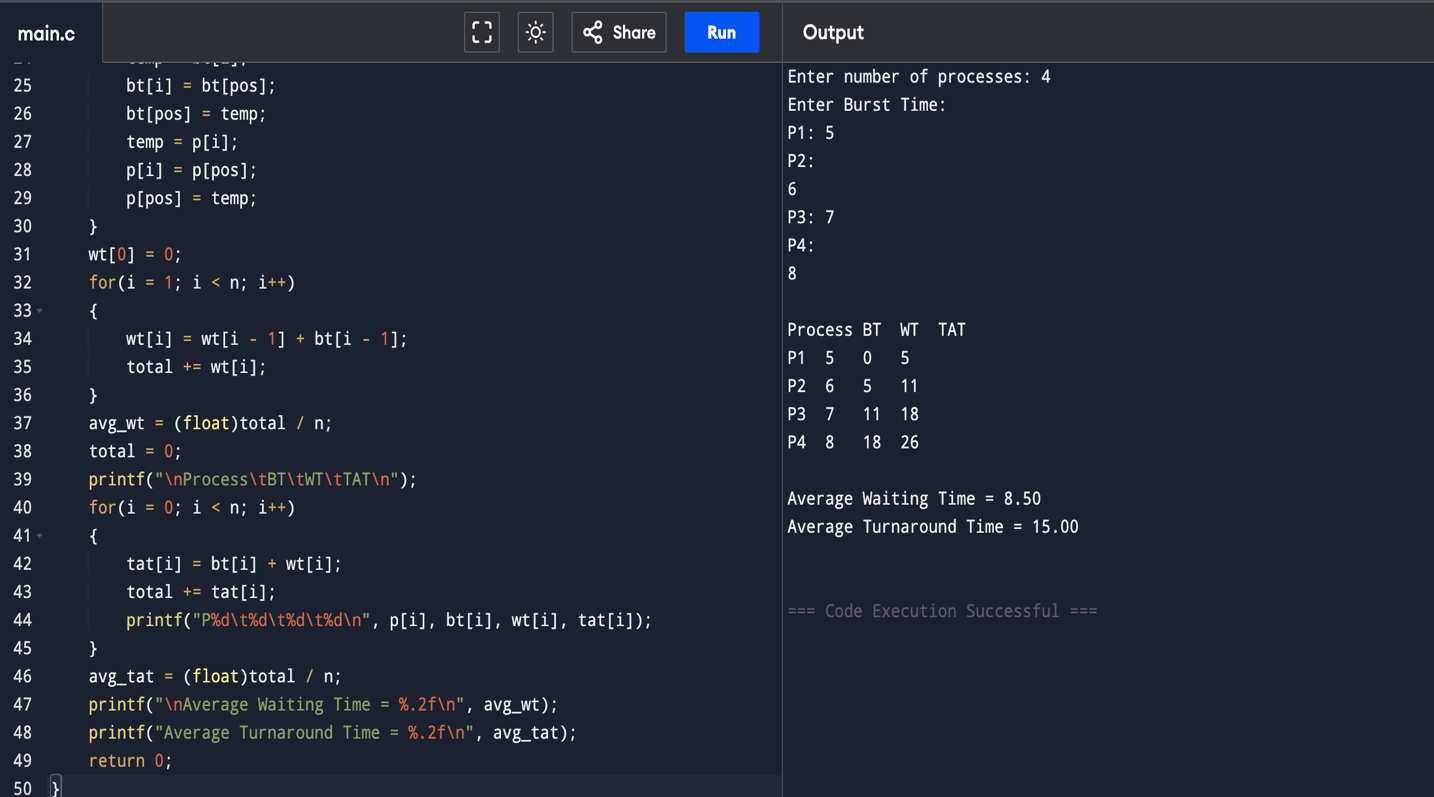 main.c
Share
Run
Output
24 temp = bt[i];
25 bt[i] = bt[pos];
26 bt[pos] = temp;
27 temp = p[i];
28 p[i] = p[pos];
29 p[pos] = temp;
30 }
31 wt[0] = 0;
32 for(i = 1; i < n; i++)
33 {
34 wt[i] = wt[i - 1] + bt[i - 1];
35 total += wt[i];
36 }
37 avg_wt = (float)total / n;
38 total = 0;
39 printf("\nProcess\tBT\tWT\tTAT\n");
40 for(i = 0; i < n; i++)
41 {
42 tat[i] = bt[i] + wt[i];
43 total += tat[i];
44 printf("P%d\t%d\t%d\t%d\n", p[i], bt[i], wt[i], tat[i]);
45 }
46 avg_tat = (float)total / n;
47 printf("\nAverage Waiting Time = %.2f\n", avg_wt);
48 printf("Average Turnaround Time = %.2f\n", avg_tat);
49 return 0;
50 }
Enter number of processes: 4
Enter Burst Time:
P1: 5
P2:
6
P3: 7
P4:
8
Process BT WT TAT
P1 5 0 5
P2 6 5 11
P3 7 11 18
P4 8 18 26
Average Waiting Time = 8.50
Average Turnaround Time = 15.00
=== Code Execution Successful ===